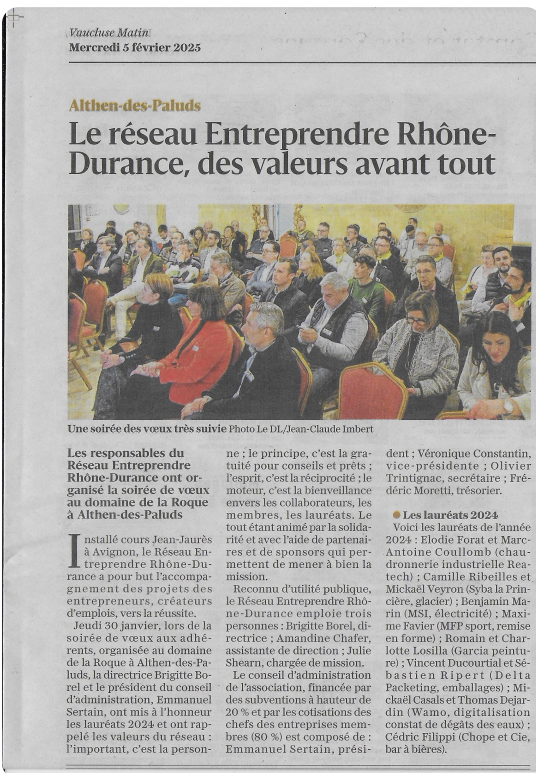 Vaucluse Matin
Mercredi 5 février 2025
Althen-des-Paluds
Le réseau Entreprendre Rhône-
Durance, des valeurs avant tout
Une soirée des vœux très suivie Photo Le DL/Jean-Claude Imbert
Les responsables du
Réseau Entreprendre
Rhône-Durance ont or-
ganisé la soirée de vœux
au domaine de la Roque
à Althen-des-Paluds
Installé cours Jean-Jaurès
à Avignon, le Réseau En-
treprendre Rhône-Du-
rance a pour but l'accompa-
gnement des projets des
entrepreneurs, créateurs
d'emplois, vers la réussite.
Jeudi 30 janvier, lors de la
soirée de vœux aux adhé-
rents, organisée au domaine
de la Roque à Althen-des-Pa-
luds, la directrice Brigitte Bo-
rel et le président du conseil
d'administration, Emmanuel
Sertain, ont mis à l'honneur
les lauréats 2024 et ont rap-
pelé les valeurs du réseau :
l'important, c'est la person-
ne ; le principe, c'est la gra-
tuité pour conseils et prêts ;
l'esprit, c'est la réciprocité ; le
moteur, c'est la bienveillance
envers les collaborateurs, les
membres, les lauréats. Le
tout étant animé par la solida-
rité et avec l'aide de partenai-
res et de sponsors qui per-
mettent de mener à bien la
mission.
Reconnu d'utilité publique,
le Réseau Entreprendre Rhô-
ne-Durance emploie trois
personnes : Brigitte Borel, di-
rectrice ; Amandine Chafer,
assistante de direction ; Julie
Shearn, chargée de mission.
Le conseil d'administration
de l'association, financée par
des subventions à hauteur de
20 % et par les cotisations des
chefs des entreprises mem-
bres (80 %) est composé de :
Emmanuel Sertain, prési-
dent ; Véronique Constantin,
vice-présidente ; Olivier
Trintignac, secrétaire ; Fré-
déric Moretti, trésorier.
● Les lauréats 2024
Voici les lauréats de l'année
2024 : Elodie Forat et Marc-
Antoine Coullomb (chau-
dronnerie industrielle Rea-
tech) ; Camille Ribeilles et
Mickaël Veyron (Syba la Prin-
cière, glacier) ; Benjamin Ma-
rin (MSI, électricité) ; Maxi-
me Favier (MFP sport, remise
en forme) ; Romain et Char-
lotte Losilla (Garcia peintu-
re) ; Vincent Ducourtial et Sé-
bastien Ripert (Delta
Packeting, emballages) ; Mi-
ckaël Casals et Thomas Dejar-
din (Wamo, digitalisation
constat de dégâts des eaux) ;
Cédric Filippi (Chope et Cie,
bar à bières).